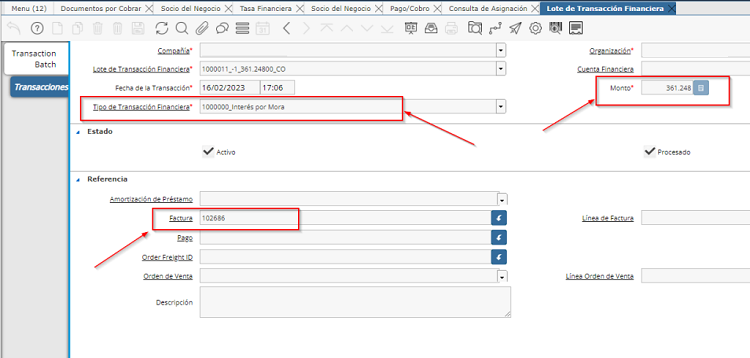 Menu (12) Documentos por Cobrar Socio del Negocio Tasa Financiera Socio del Negocio Pago/Cobro Consulta de Asignación Lote de Transacción Financiera
Transaction Batch
Transacciones
Compañía* Organización*
Lote de Transacción Financiera* 1000011_-1_361.24800_CO Cuenta Financiera
Fecha de la Transacción* 16/02/2023 17:06 Monto* 361.248
Tipo de Transacción Financiera* 1000000_Interés por Mora
Estado
Activo Procesado
Referencia
Amortización de Préstamo
Factura 102686 Línea de Factura
Pago
Order Freight ID
Orden de Venta Línea Orden de Venta
Descripción